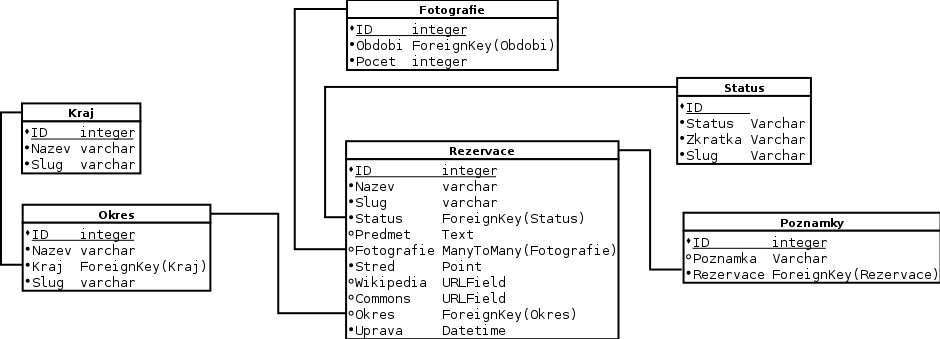 Fotografie
ID integer
Obdobi ForeignKey(Obdobi)
Pocet integer
Status
ID
Status Varchar
Zkratka Varchar
Slug Varchar
Kraj
ID integer
Nazev varchar
Slug varchar
Rezervace
ID integer
Nazev varchar
Slug varchar
Status ForeignKey(Status)
Predmet Text
Fotografie ManyToMany(Fotografie)
Stred Point
Wikipedia URLField
Commons URLField
Okres ForeignKey(Okres)
Uprava Datetime
Okres
ID integer
Nazev varchar
Kraj ForeignKey(Kraj)
Slug varchar
Poznamky
ID integer
Poznamka Varchar
Rezervace ForeignKey(Rezervace)